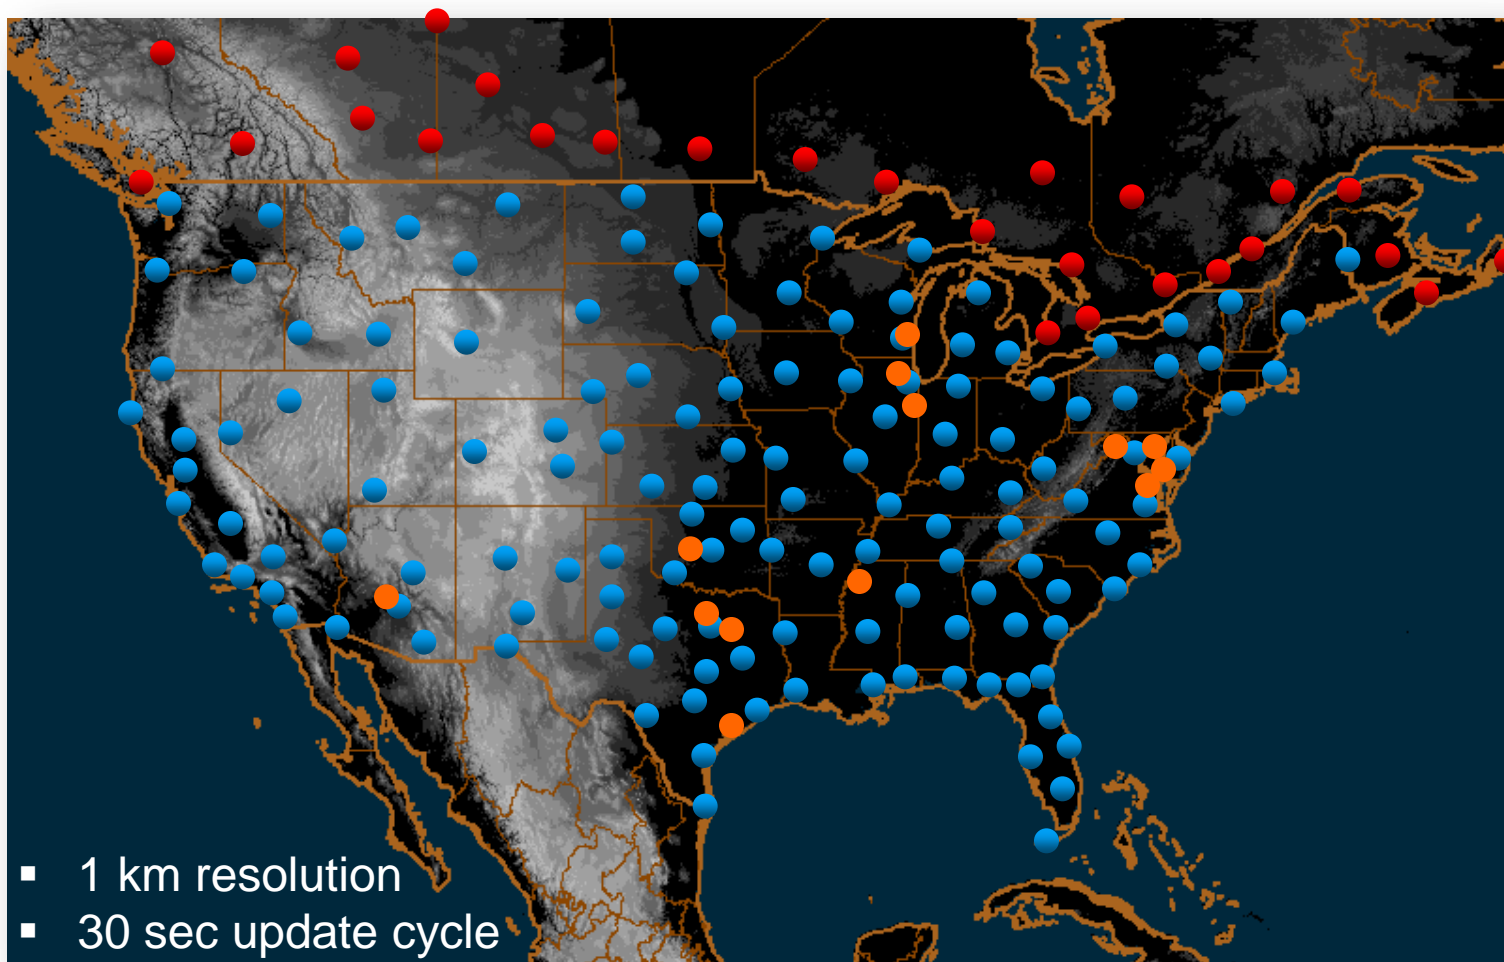 ▪ 1 km resolution
▪ 30 sec update cycle